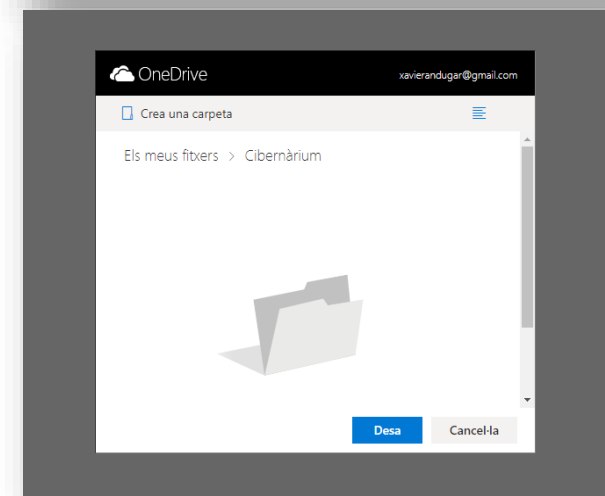 OneDrive
xavierandugar@gmail.com
Crea una carpeta
Els meus fitxers > Cibernàrium
Desa
Cancel·la